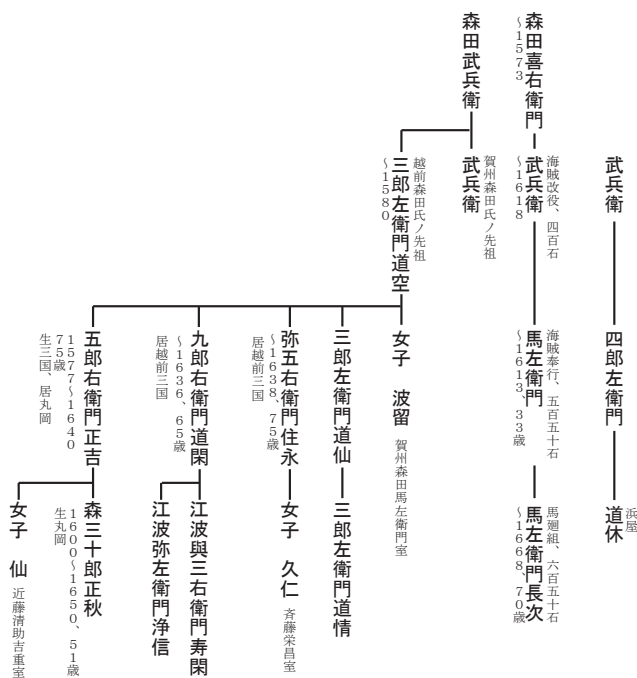 武兵衛
四郎左衛門
浜屋
道休
森田喜右衛門
〜1573
海賊改役、四百石
武兵衛
〜1618
海賊奉行、五百五十石
馬左衛門
〜1613、33歳
馬廻組、六百五十石
馬左衛門長次
〜1668、70歳
森田武兵衛
賀州森田氏ノ先祖
武兵衛
越前森田氏ノ先祖
三郎左衛門道空
〜1580
女子 波留 賀州森田馬左衛門室
三郎左衛門道仙
三郎左衛門道情
弥五右衛門住永
〜1638、75歳
居越前三国
女子 久仁 斉藤栄昌室
九郎右衛門道閑
〜1636、65歳
居越前三国
江波與三右衛門寿閑
江波弥左衛門浄信
五郎右衛門正吉
1577〜1640
75歳
生三国、居丸岡
森三十郎正秋
1600〜1650、51歳
生丸岡
女子 仙 近藤清助吉重室